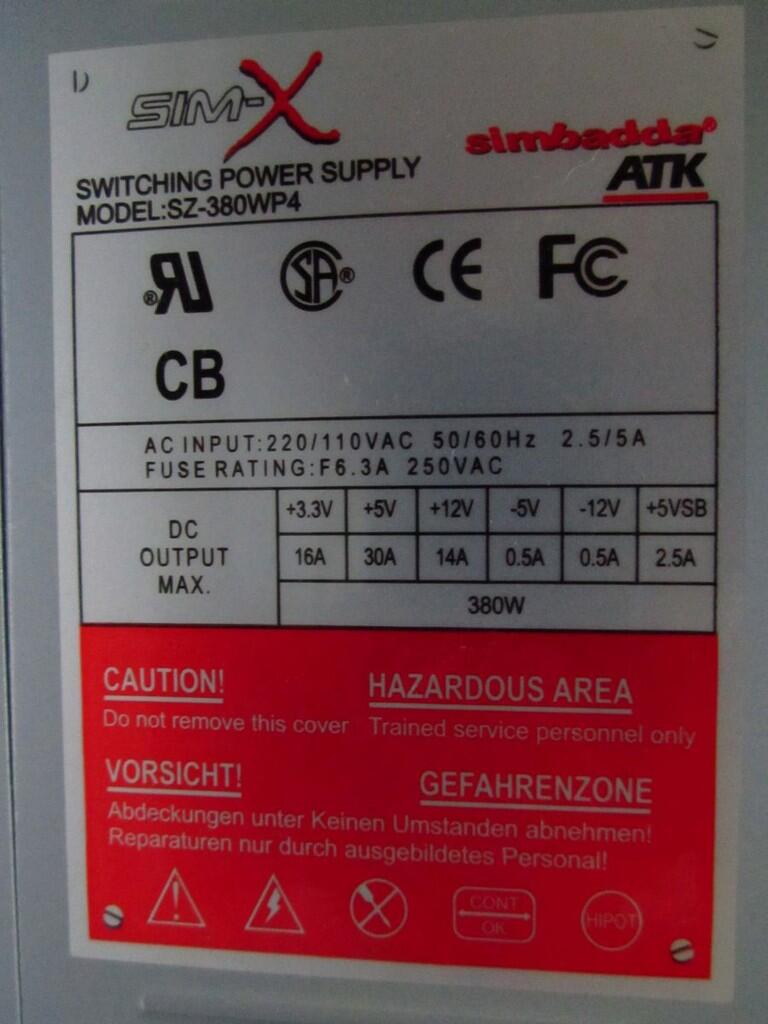 SIM-X
simbadda®
ATK
SWITCHING POWER SUPPLY
MODEL:SZ-380WP4
®RU SA® CE FC
CB
AC INPUT:220/110VAC 50/60Hz 2.5/5A
FUSE RATING:F6.3A 250VAC
DC OUTPUT MAX.
+3.3V +5V +12V -5V -12V +5VSB
16A 30A 14A 0.5A 0.5A 2.5A
380W
CAUTION! HAZARDOUS AREA
Do not remove this cover Trained service personnel only
VORSICHT! GEFAHRENZONE
Abdeckungen unter Keinen Umstanden abnehmen!
Reparaturen nur durch ausgebildetes Personal!
CONT
OK
HIPOT